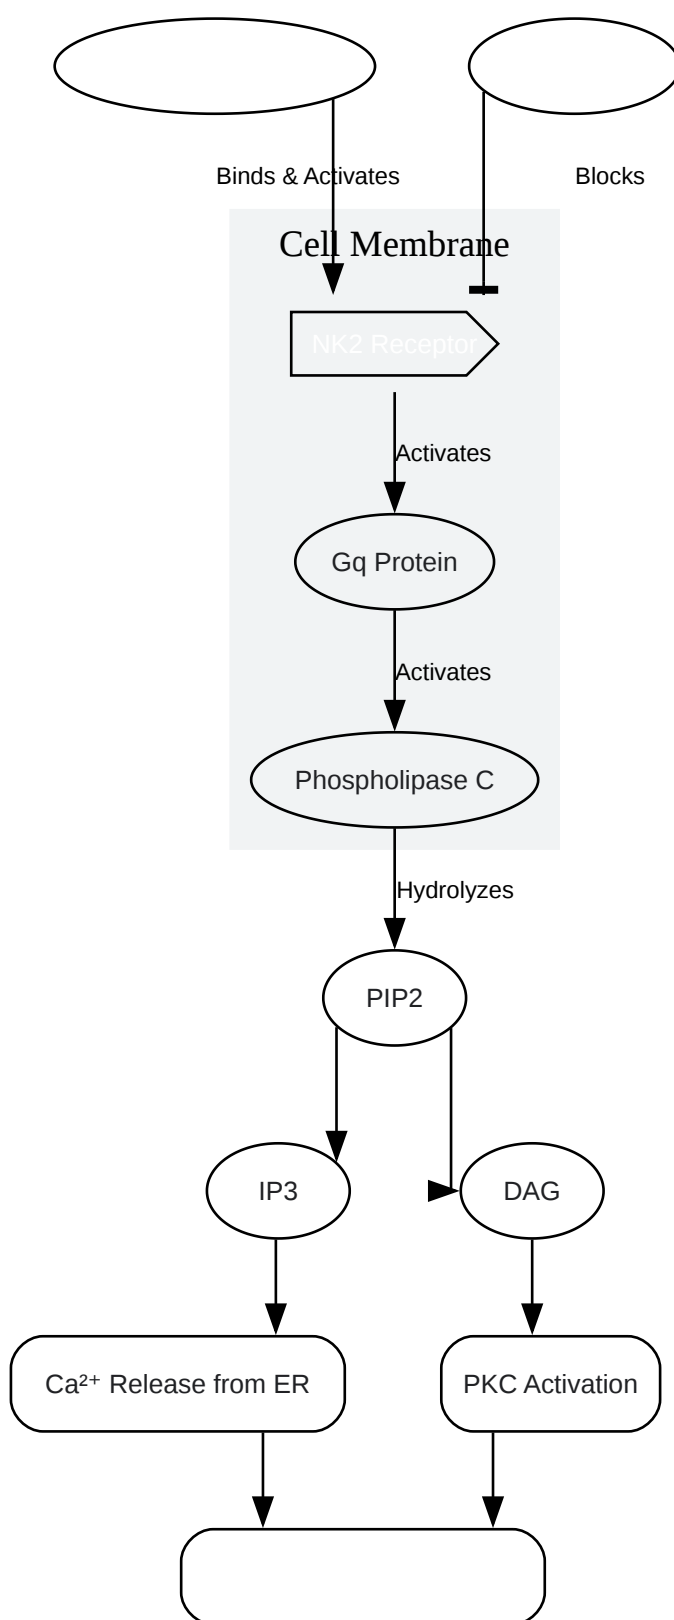 Binds & Activates
Blocks
Cell Membrane
NK2 Receptor
Activates
Gq Protein
Activates
Phospholipase C
Hydrolyzes
PIP2
IP3
DAG
Ca²⁺ Release from ER
PKC Activation